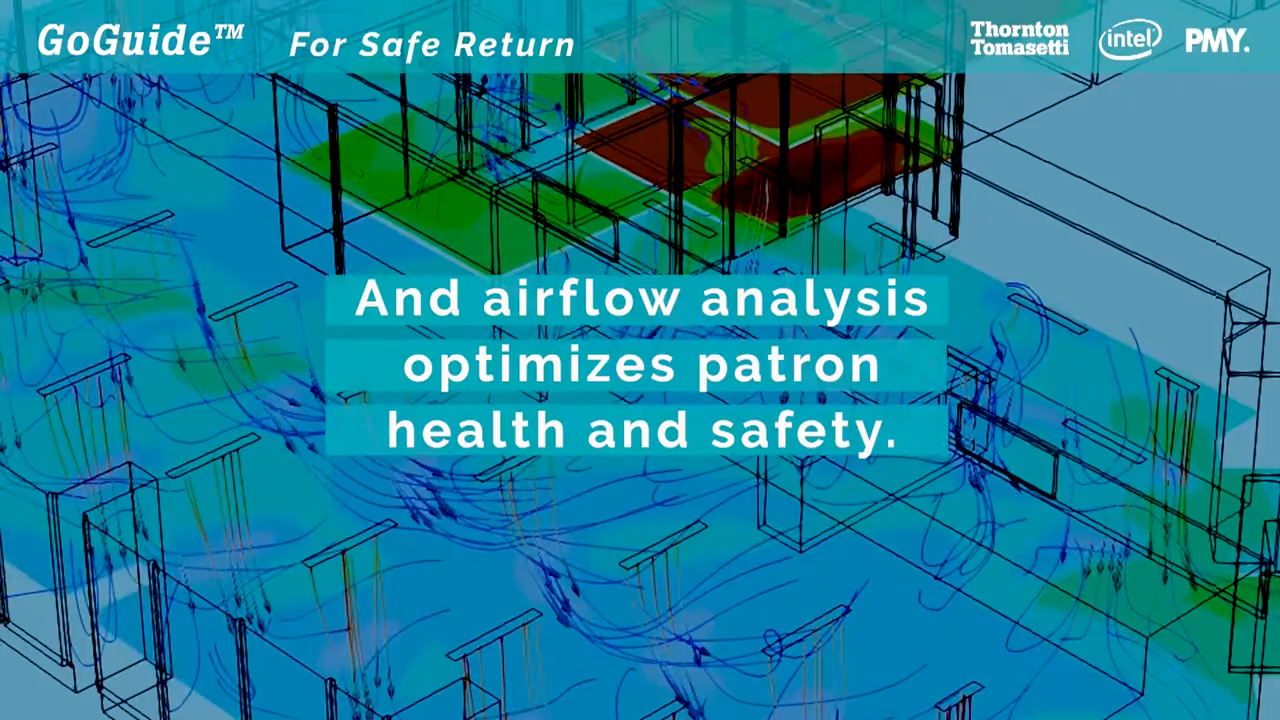 GoGuide™ For Safe Return
Thornton
Tomasetti
intel
PMY.
And airflow analysis
optimizes patron
health and safety.